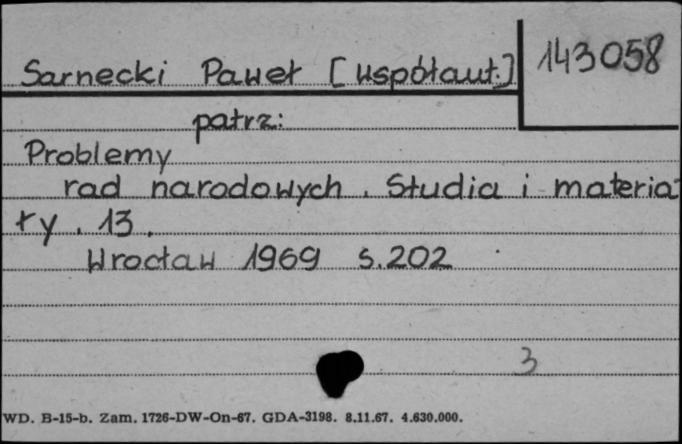 143058
Sarnecki Paweł [współaut.]
patrz:
Problemy
rad narodowych. Studia i materia-
ły. 13.
Wrocław 1969 s.202
3
WD. B-15-b. Zam. 1726-DW-On-67. GDA-3198. 8.11.67. 4.630.000.